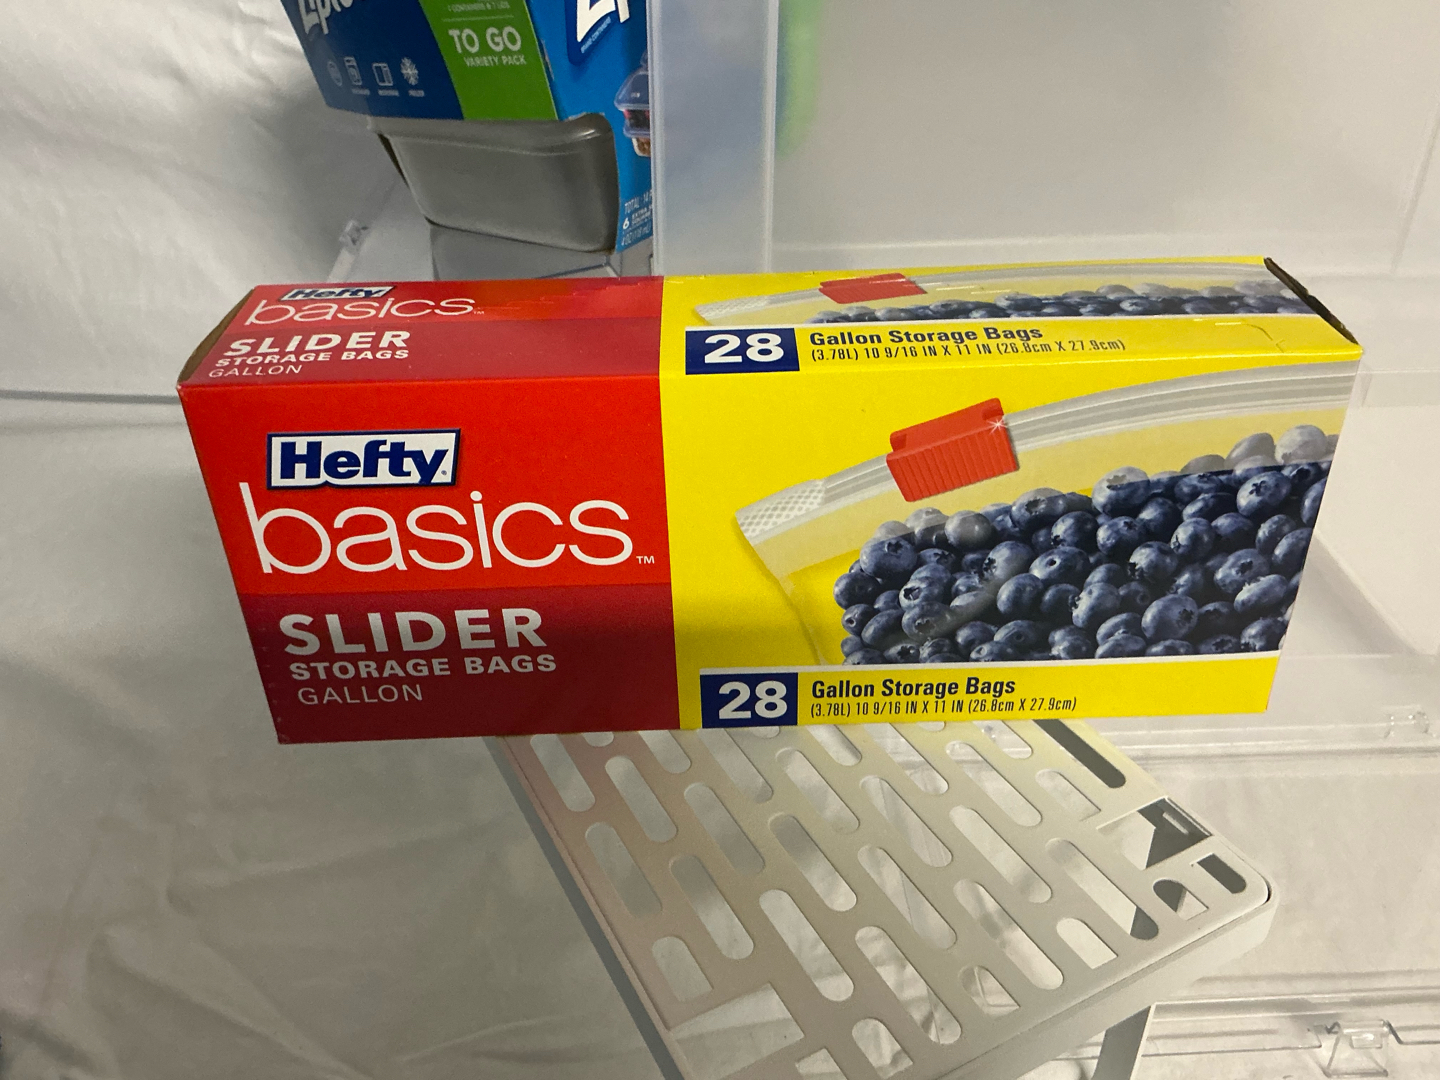 TO GO
VARIETY PACK
Hefty
basics™
SLIDER
STORAGE BAGS
GALLON
28 Gallon Storage Bags
(3.78L) 10 9/16 IN X 11 IN (26.8cm X 27.9cm)
Hefty
basics™
SLIDER
STORAGE BAGS
GALLON
28 Gallon Storage Bags
(3.78L) 10 9/16 IN X 11 IN (26.8cm X 27.9cm)